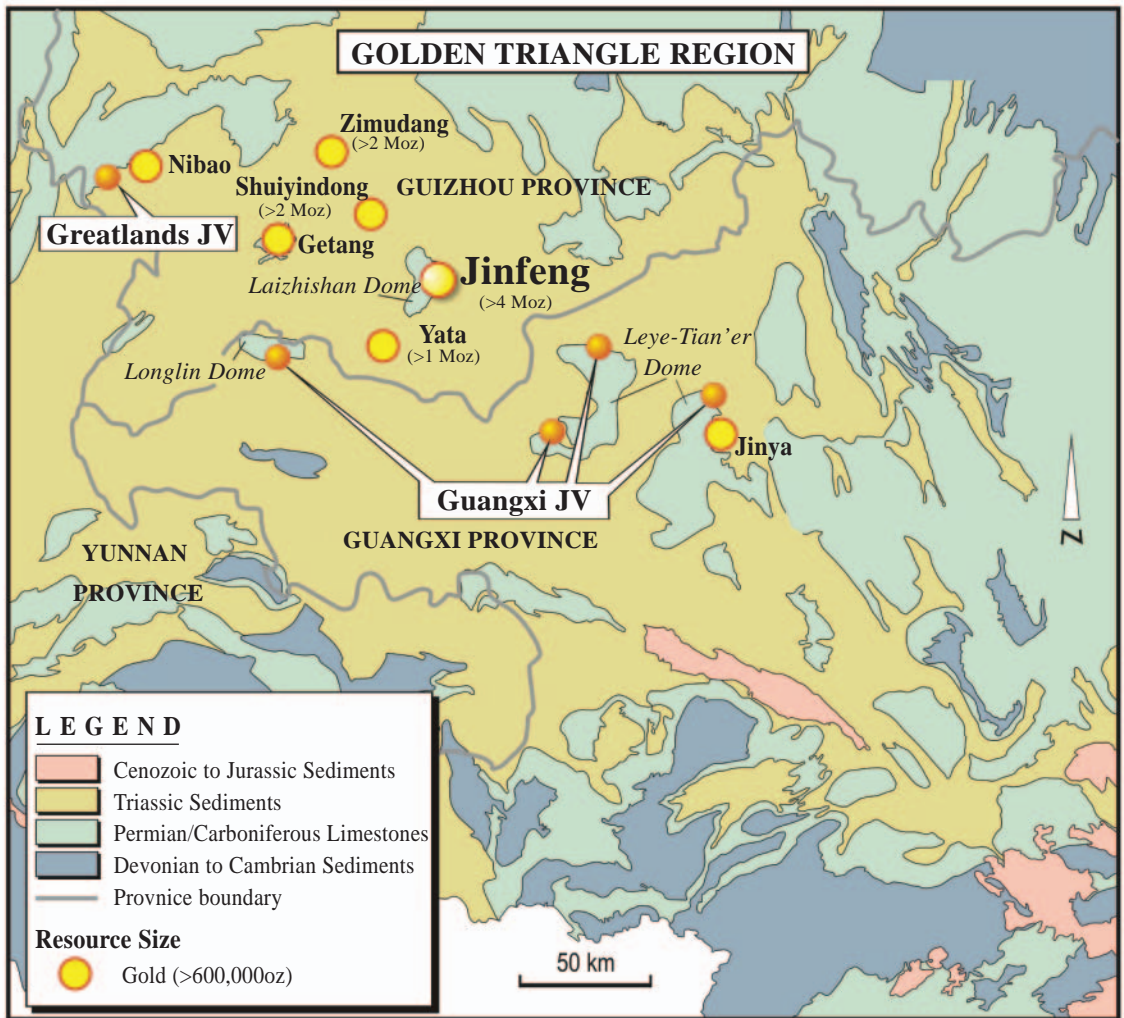 GOLDEN TRIANGLE REGION
Zimudang
(>2 Moz)
Nibao
Shuiyindong
(>2 Moz)
GUIZHOU PROVINCE
Greatlands JV
Getang
Jinfeng
(>4 Moz)
Laizhishan Dome
Yata
(>1 Moz)
Leye-Tian'er
Dome
Longlin Dome
Jinya
Guangxi JV
GUANGXI PROVINCE
YUNNAN
PROVINCE
N
LEGEND
Cenozoic to Jurassic Sediments
Triassic Sediments
Permian/Carboniferous Limestones
Devonian to Cambrian Sediments
Provnice boundary
Resource Size
Gold (>600,000oz)
50 km